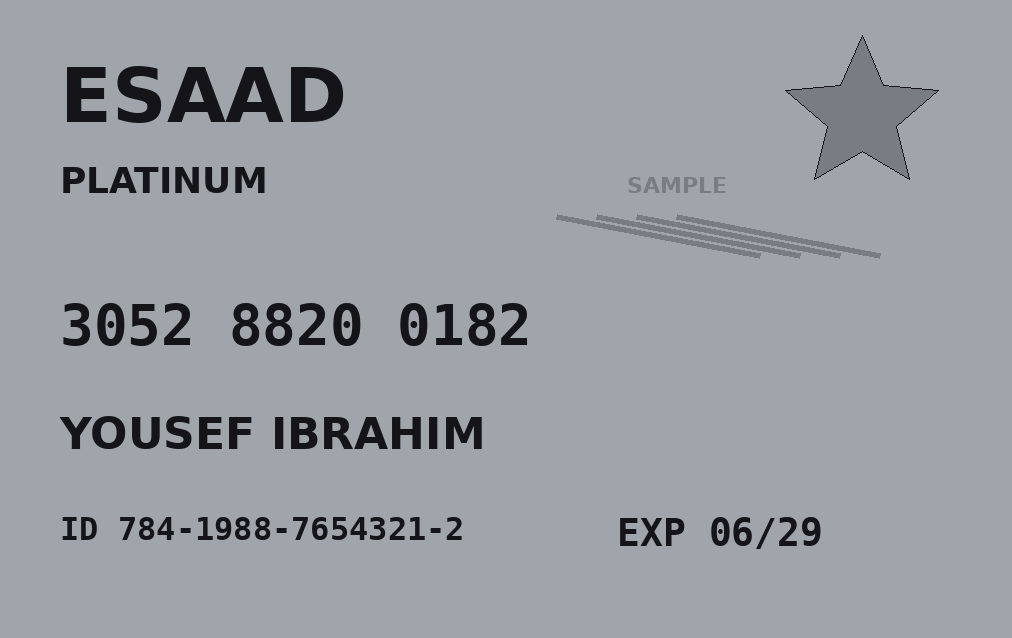 ESAAD
PLATINUM
SAMPLE
3052 8820 0182
YOUSEF IBRAHIM
ID 784-1988-7654321-2
EXP 06/29